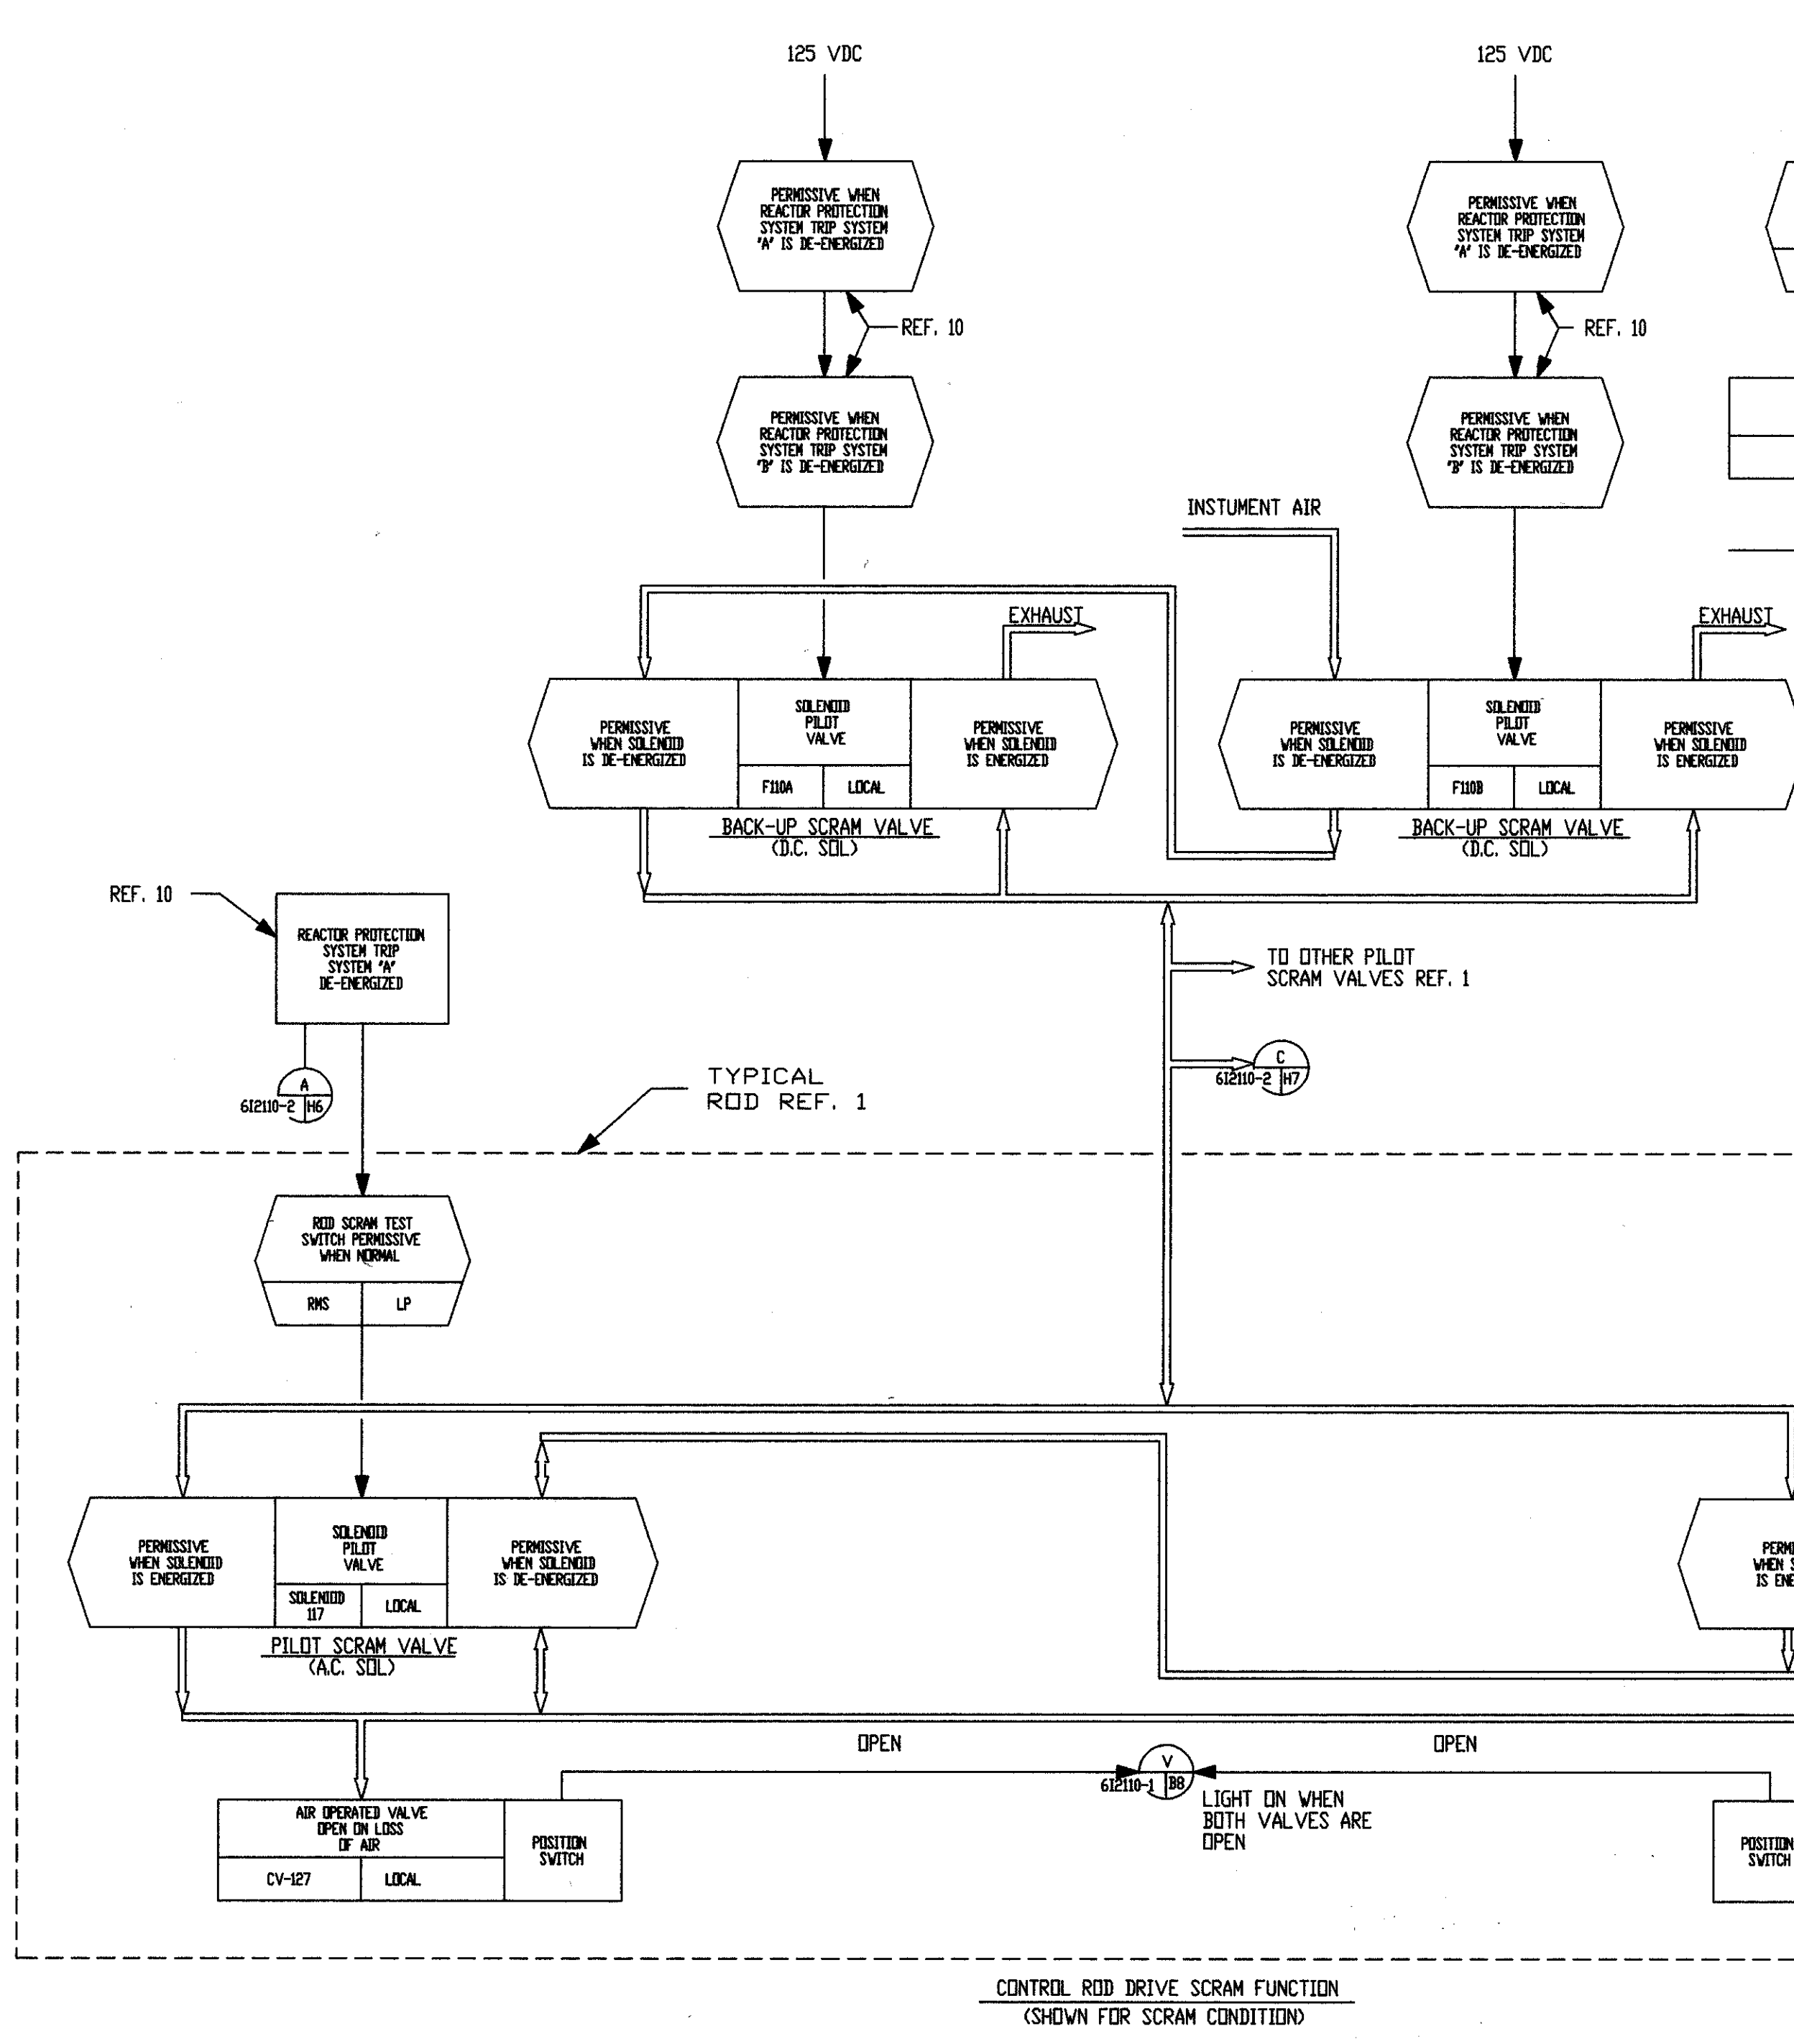 125 VDC
125 VDC
PERMISSIVE WHEN
REACTOR PROTECTION
SYSTEM TRIP SYSTEM
'A' IS DE-ENERGIZED
PERMISSIVE WHEN
REACTOR PROTECTION
SYSTEM TRIP SYSTEM
'A' IS DE-ENERGIZED
REF. 10
REF. 10
PERMISSIVE WHEN
REACTOR PROTECTION
SYSTEM TRIP SYSTEM
'B' IS DE-ENERGIZED
PERMISSIVE WHEN
REACTOR PROTECTION
SYSTEM TRIP SYSTEM
'B' IS DE-ENERGIZED
INSTUMENT AIR
EXHAUST
EXHAUST
PERMISSIVE
WHEN SOLENOID
IS DE-ENERGIZED
SOLENOID
PILOT
VALVE
F110A
LOCAL
PERMISSIVE
WHEN SOLENOID
IS ENERGIZED
BACK-UP SCRAM VALVE
(D.C. SOL)
PERMISSIVE
WHEN SOLENOID
IS DE-ENERGIZED
SOLENOID
PILOT
VALVE
F110B
LOCAL
PERMISSIVE
WHEN SOLENOID
IS ENERGIZED
BACK-UP SCRAM VALVE
(D.C. SOL)
REF. 10
REACTOR PROTECTION
SYSTEM TRIP
SYSTEM 'A'
DE-ENERGIZED
TO OTHER PILOT
SCRAM VALVES REF. 1
A
6I2110-2 H6
C
6I2110-2 H7
TYPICAL
ROD REF. 1
ROD SCRAM TEST
SWITCH PERMISSIVE
WHEN NORMAL
RMS
LP
PERMISSIVE
WHEN SOLENOID
IS ENERGIZED
SOLENOID
PILOT
VALVE
SOLENIOD
117
LOCAL
PERMISSIVE
WHEN SOLENOID
IS DE-ENERGIZED
PILOT SCRAM VALVE
(A.C. SOL)
PERMI
WHEN S
IS ENE
OPEN
OPEN
V
6I2110-1 B8
LIGHT ON WHEN
BOTH VALVES ARE
OPEN
AIR OPERATED VALVE
OPEN ON LOSS
OF AIR
CV-127
LOCAL
POSITION
SWITCH
POSITION
SWITCH
CONTROL ROD DRIVE SCRAM FUNCTION
(SHOWN FOR SCRAM CONDITION)